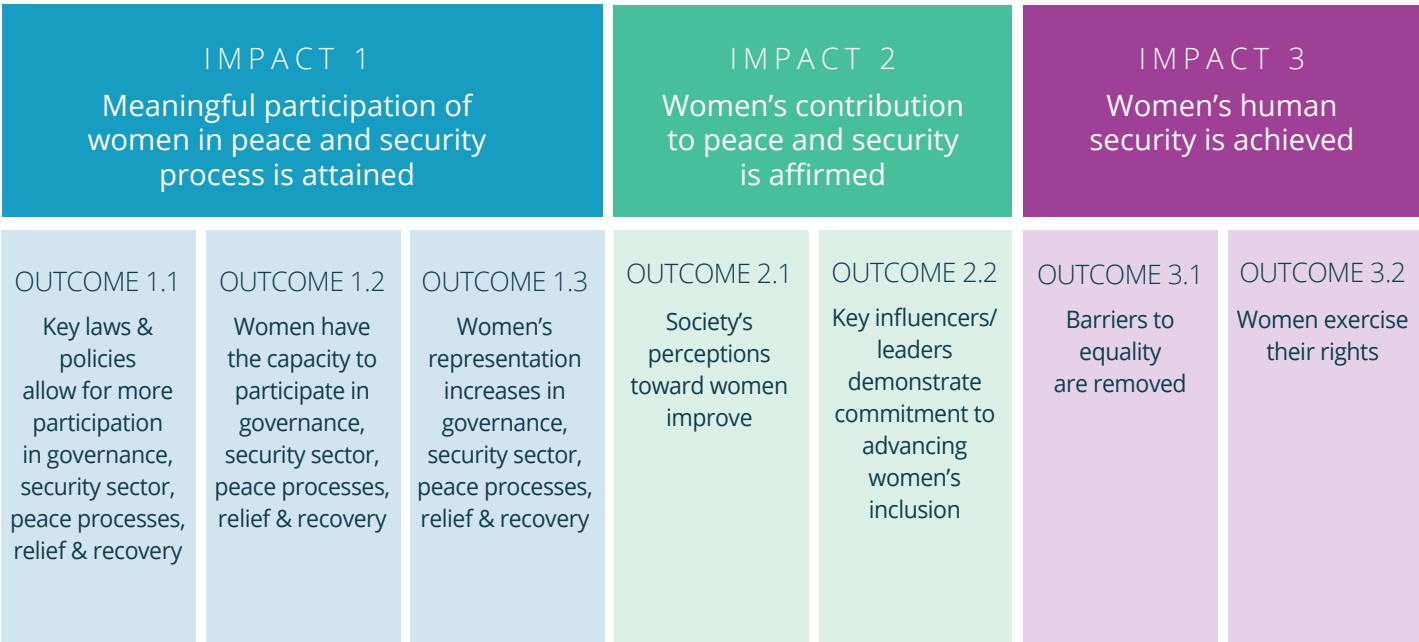 IMPACT 1
Meaningful participation of
women in peace and security
process is attained
IMPACT 2
Women’s contribution
to peace and security
is affirmed
IMPACT 3
Women’s human
security is achieved
OUTCOME 1.1
Key laws &
policies
allow for more
participation
in governance,
security sector,
peace processes,
relief & recovery
OUTCOME 1.2
Women have
the capacity to
participate in
governance,
security sector,
peace processes,
relief & recovery
OUTCOME 1.3
Women’s
representation
increases in
governance,
security sector,
peace processes,
relief & recovery
OUTCOME 2.1
Society’s
perceptions
toward women
improve
OUTCOME 2.2
Key influencers/
leaders
demonstrate
commitment to
advancing
women’s
inclusion
OUTCOME 3.1
Barriers to
equality
are removed
OUTCOME 3.2
Women exercise
their rights